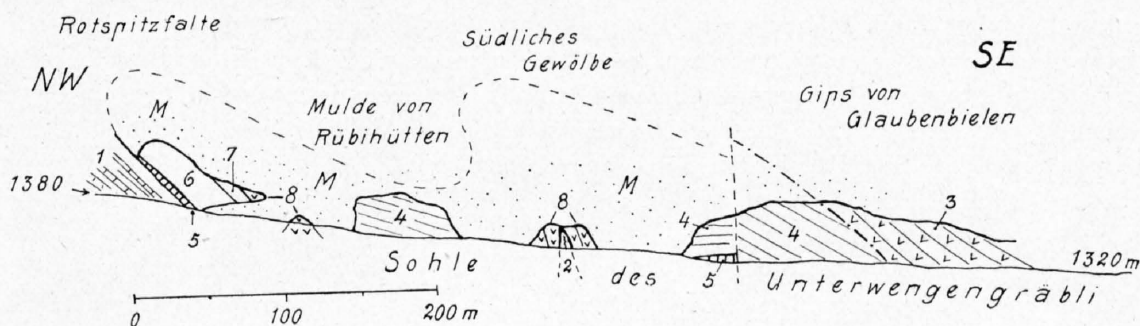 Rotspitzfalte
Südliches
Gewölbe
NW
SE
M
Mulde von
Rübihütten
Gips von
Glaubenbielen
1
7
1380
6
8
M
4
8
M
4
4
3
5
2
5
Sohle des Unterwengengräbli
1320 m
0 100 200 m